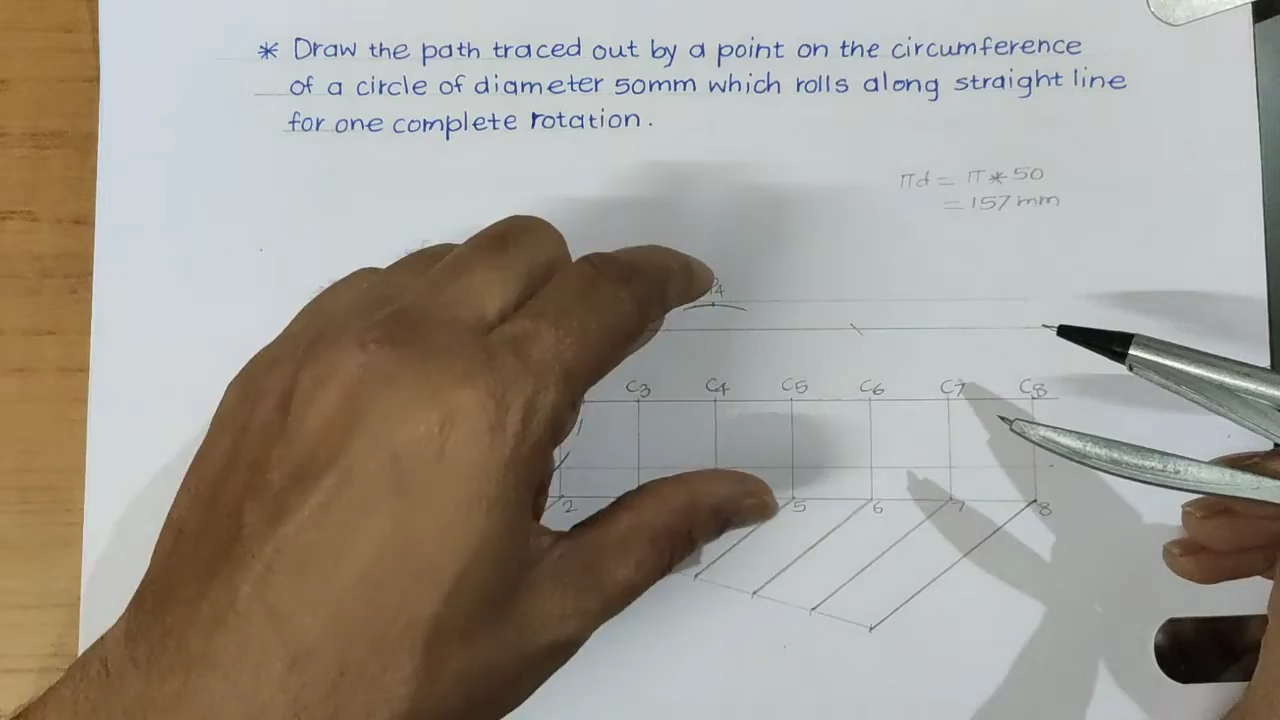 * Draw the path traced out by a point on the circumference
of a circle of diameter 50mm which rolls along straight line
for one complete rotation.
πd = π * 50
= 157 mm
P4
C3 C4 C5 C6 C7 C8
2 5 6 7 8